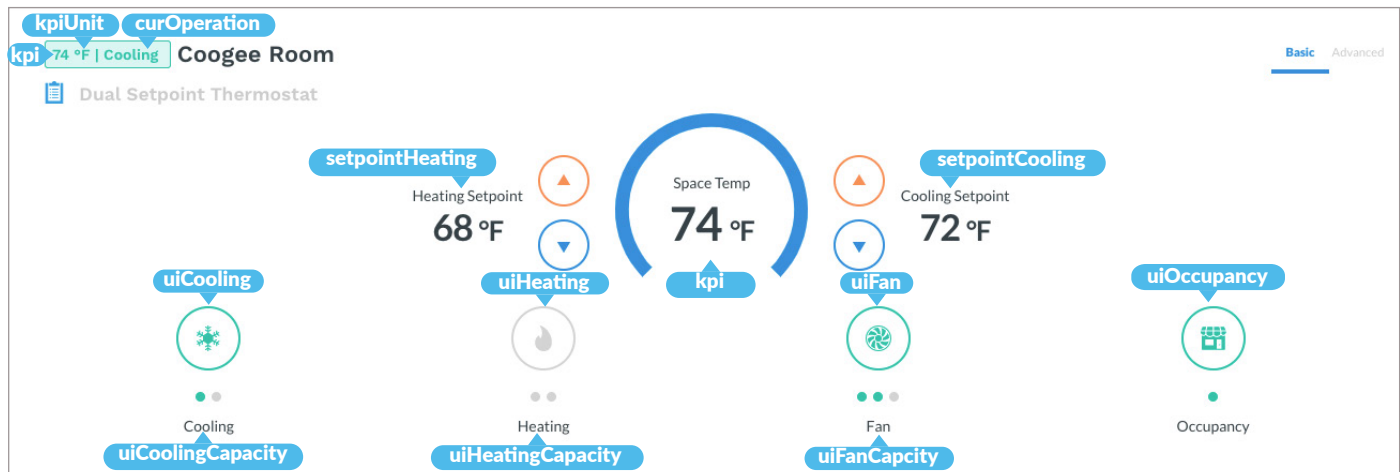 kpiUnit curOperation
kpi 74 °F | Cooling Coogee Room
Basic Advanced
Dual Setpoint Thermostat
setpointHeating
setpointCooling
Heating Setpoint
Space Temp
Cooling Setpoint
68 °F
74 °F
72 °F
uiCooling
uiHeating
kpi
uiFan
uiOccupancy
Cooling
Heating
Fan
Occupancy
uiCoolingCapacity
uiHeatingCapacity
uiFanCapcity